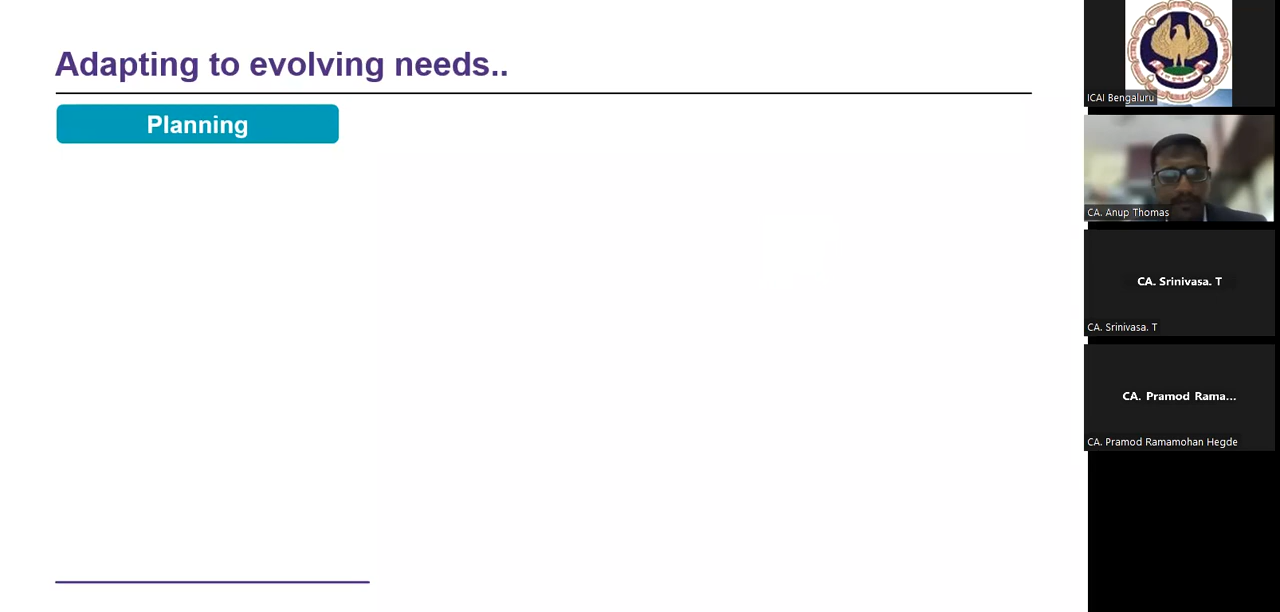 Adapting to evolving needs..
Planning
ICAI Bengaluru
CA. Anup Thomas
CA. Srinivasa. T
CA. Srinivasa. T
CA. Pramod Rama...
CA. Pramod Ramamohan Hegde